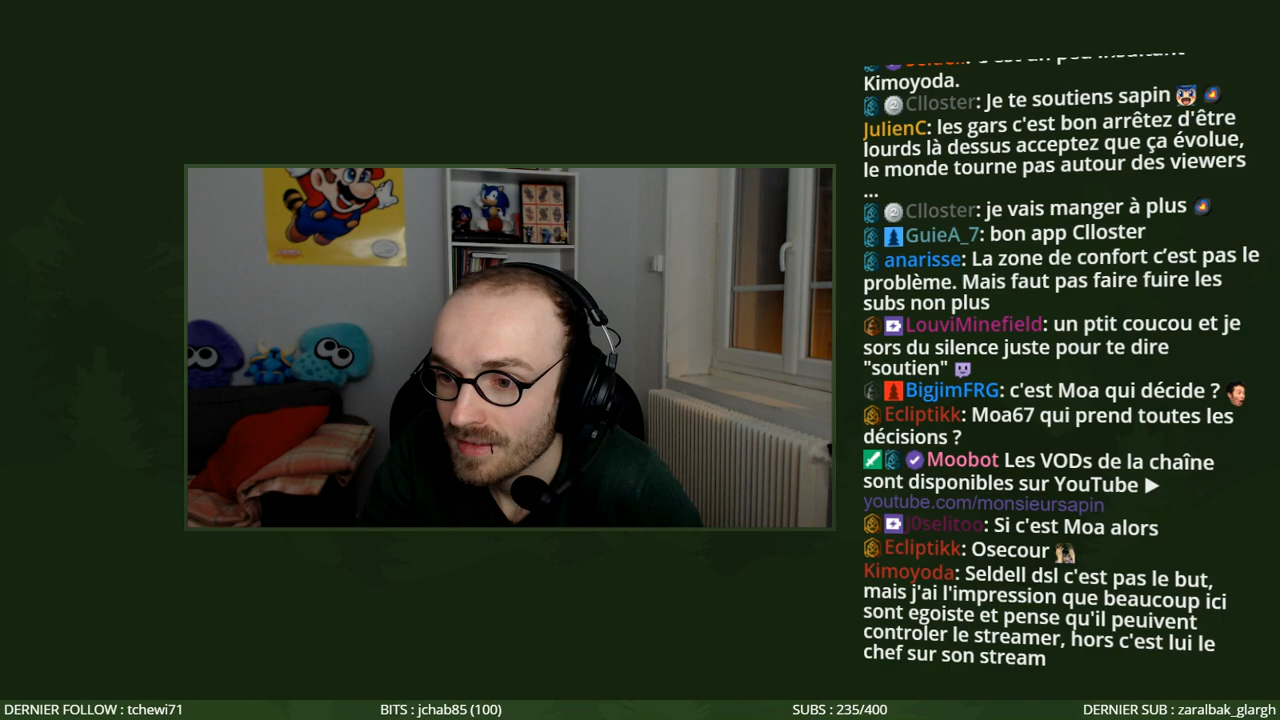 Kimoyoda.
Clloster: Je te soutiens sapin
JulienC: les gars c'est bon arrêtez d'être
lourds là dessus acceptez que ça évolue,
le monde tourne pas autour des viewers
...
Clloster: je vais manger à plus
GuieA_7: bon app Clloster
anarisse: La zone de confort c’est pas le
problème. Mais faut pas faire fuire les
subs non plus
LouviMinefield: un ptit coucou et je
sors du silence juste pour te dire
"soutien"
BigjimFRG: c'est Moa qui décide ?
Ecliptikk: Moa67 qui prend toutes les
décisions ?
Moobot Les VODs de la chaîne
sont disponibles sur YouTube ▶
youtube.com/monsieursapin
l0selitoo: Si c'est Moa alors
Ecliptikk: Osecour
Kimoyoda: Seldell dsl c'est pas le but,
mais j'ai l'impression que beaucoup ici
sont egoiste et pense qu'il peuivent
controler le streamer, hors c'est lui le
chef sur son stream
DERNIER FOLLOW : tchewi71
BITS : jchab85 (100)
SUBS : 235/400
DERNIER SUB : zaralbak_glargh